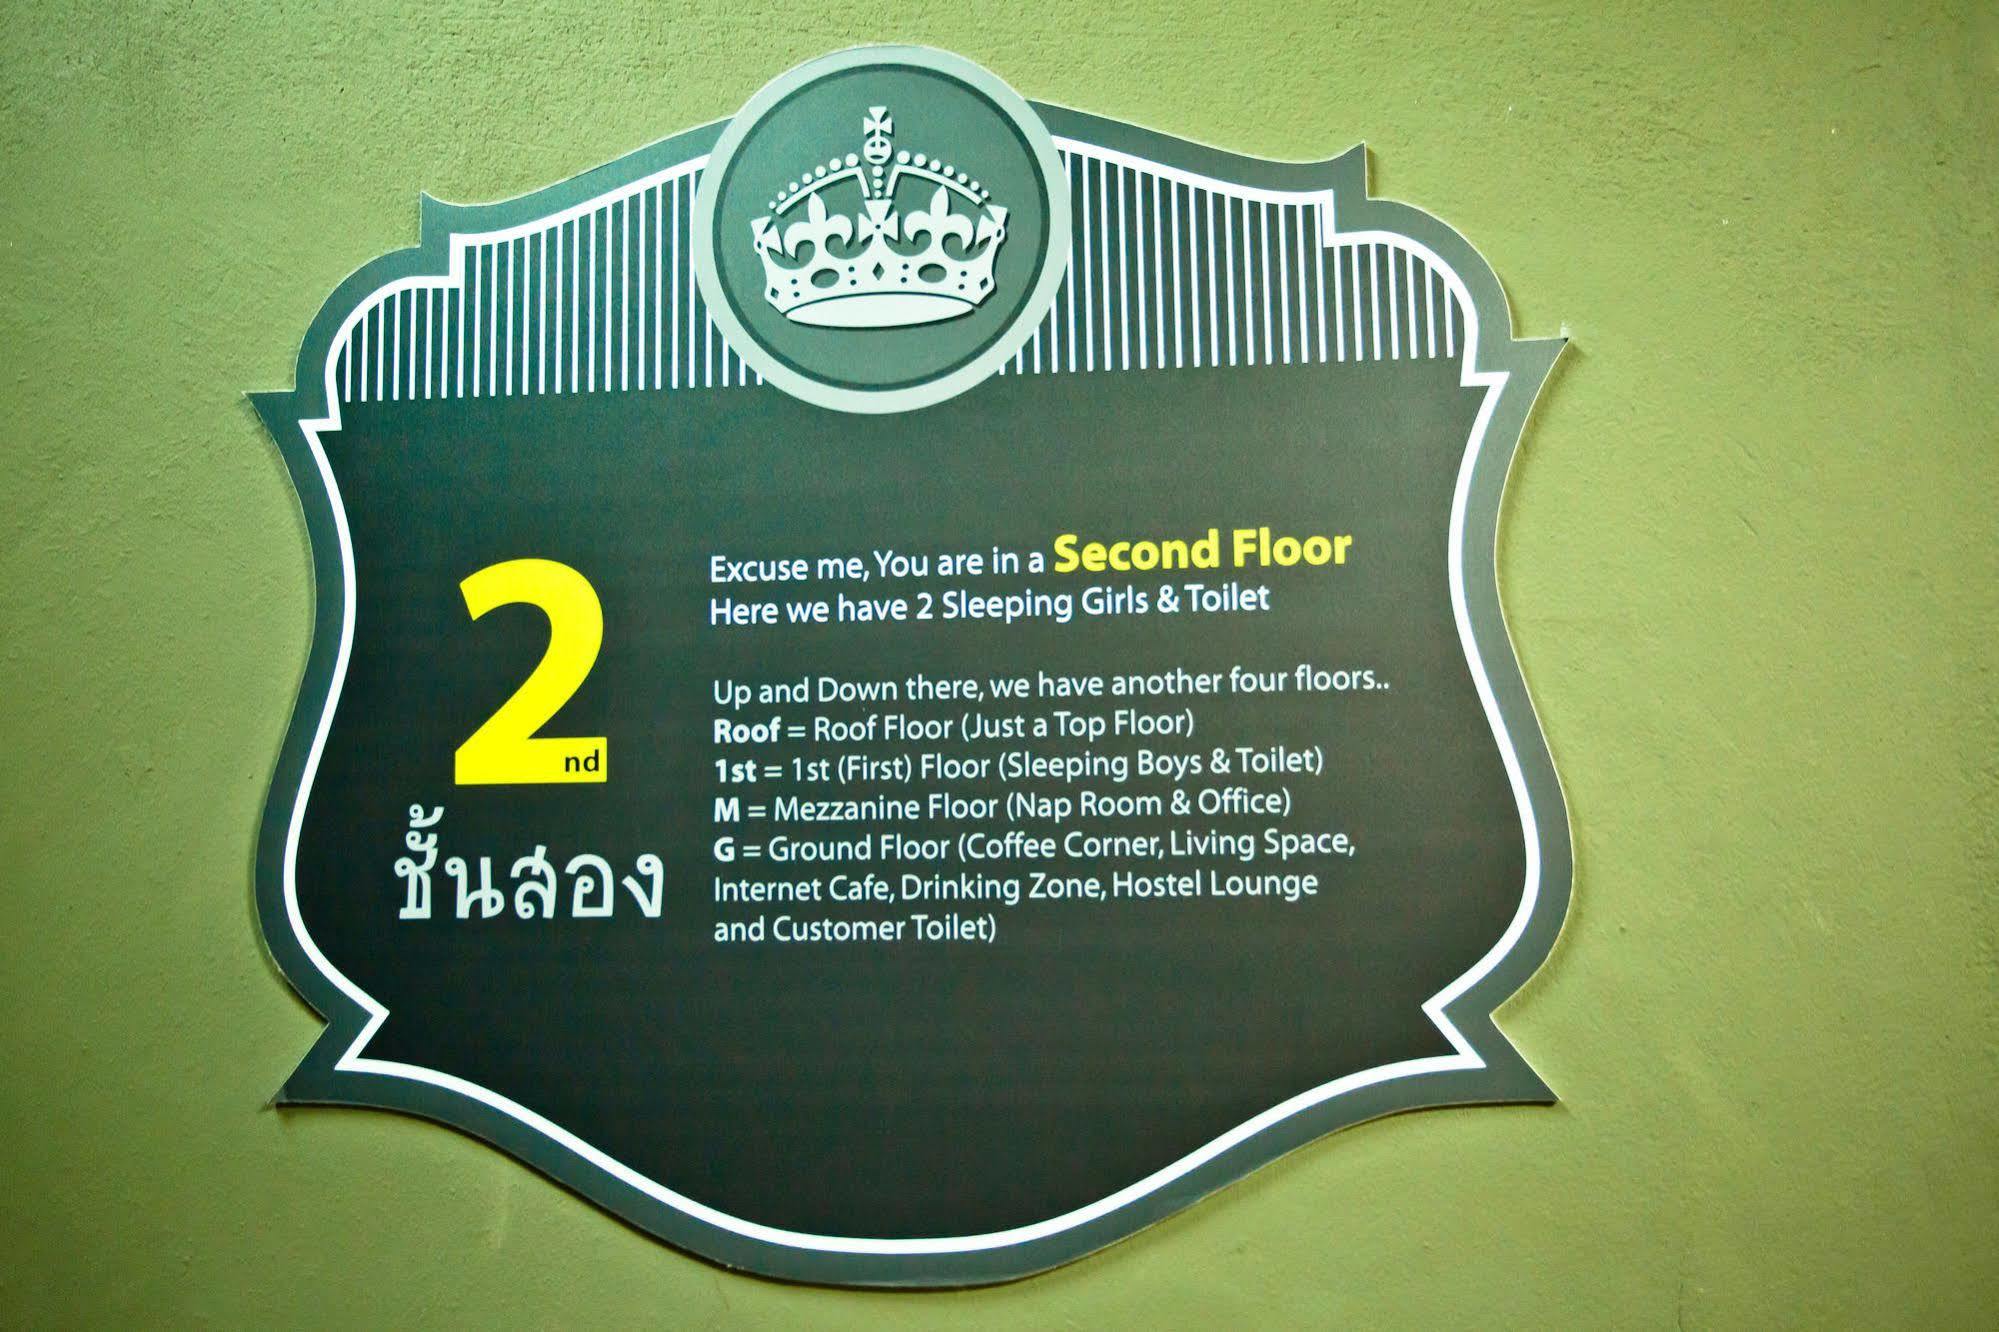 2nd
ชั้นสอง
Excuse me, You are in a Second Floor
Here we have 2 Sleeping Girls & Toilet
Up and Down there, we have another four floors..
Roof = Roof Floor (Just a Top Floor)
1st = 1st (First) Floor (Sleeping Boys & Toilet)
M = Mezzanine Floor (Nap Room & Office)
G = Ground Floor (Coffee Corner, Living Space,
Internet Cafe, Drinking Zone, Hostel Lounge
and Customer Toilet)